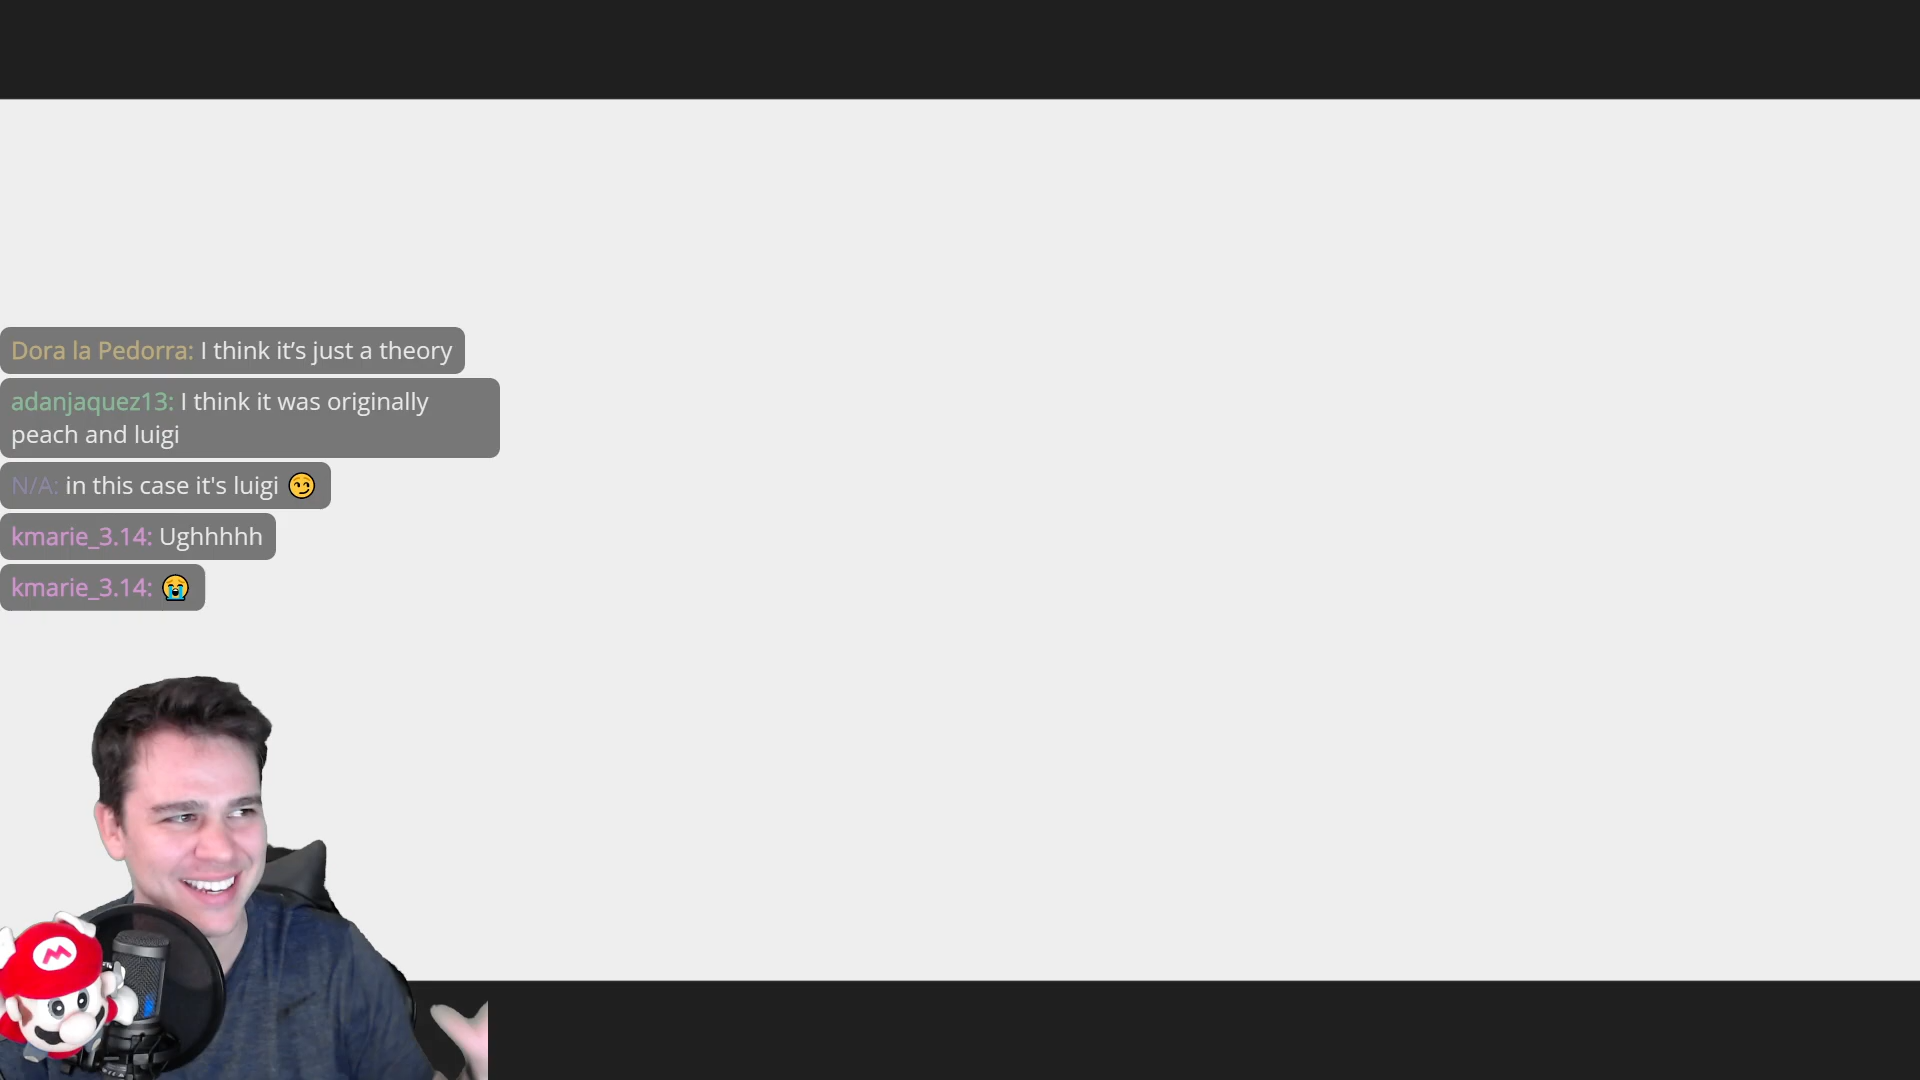 Dora la Pedorra: I think it’s just a theory
adanjaquez13: I think it was originally
peach and luigi
N/A: in this case it's luigi 😏
kmarie_3.14: Ughhhhh
kmarie_3.14: 😭
M